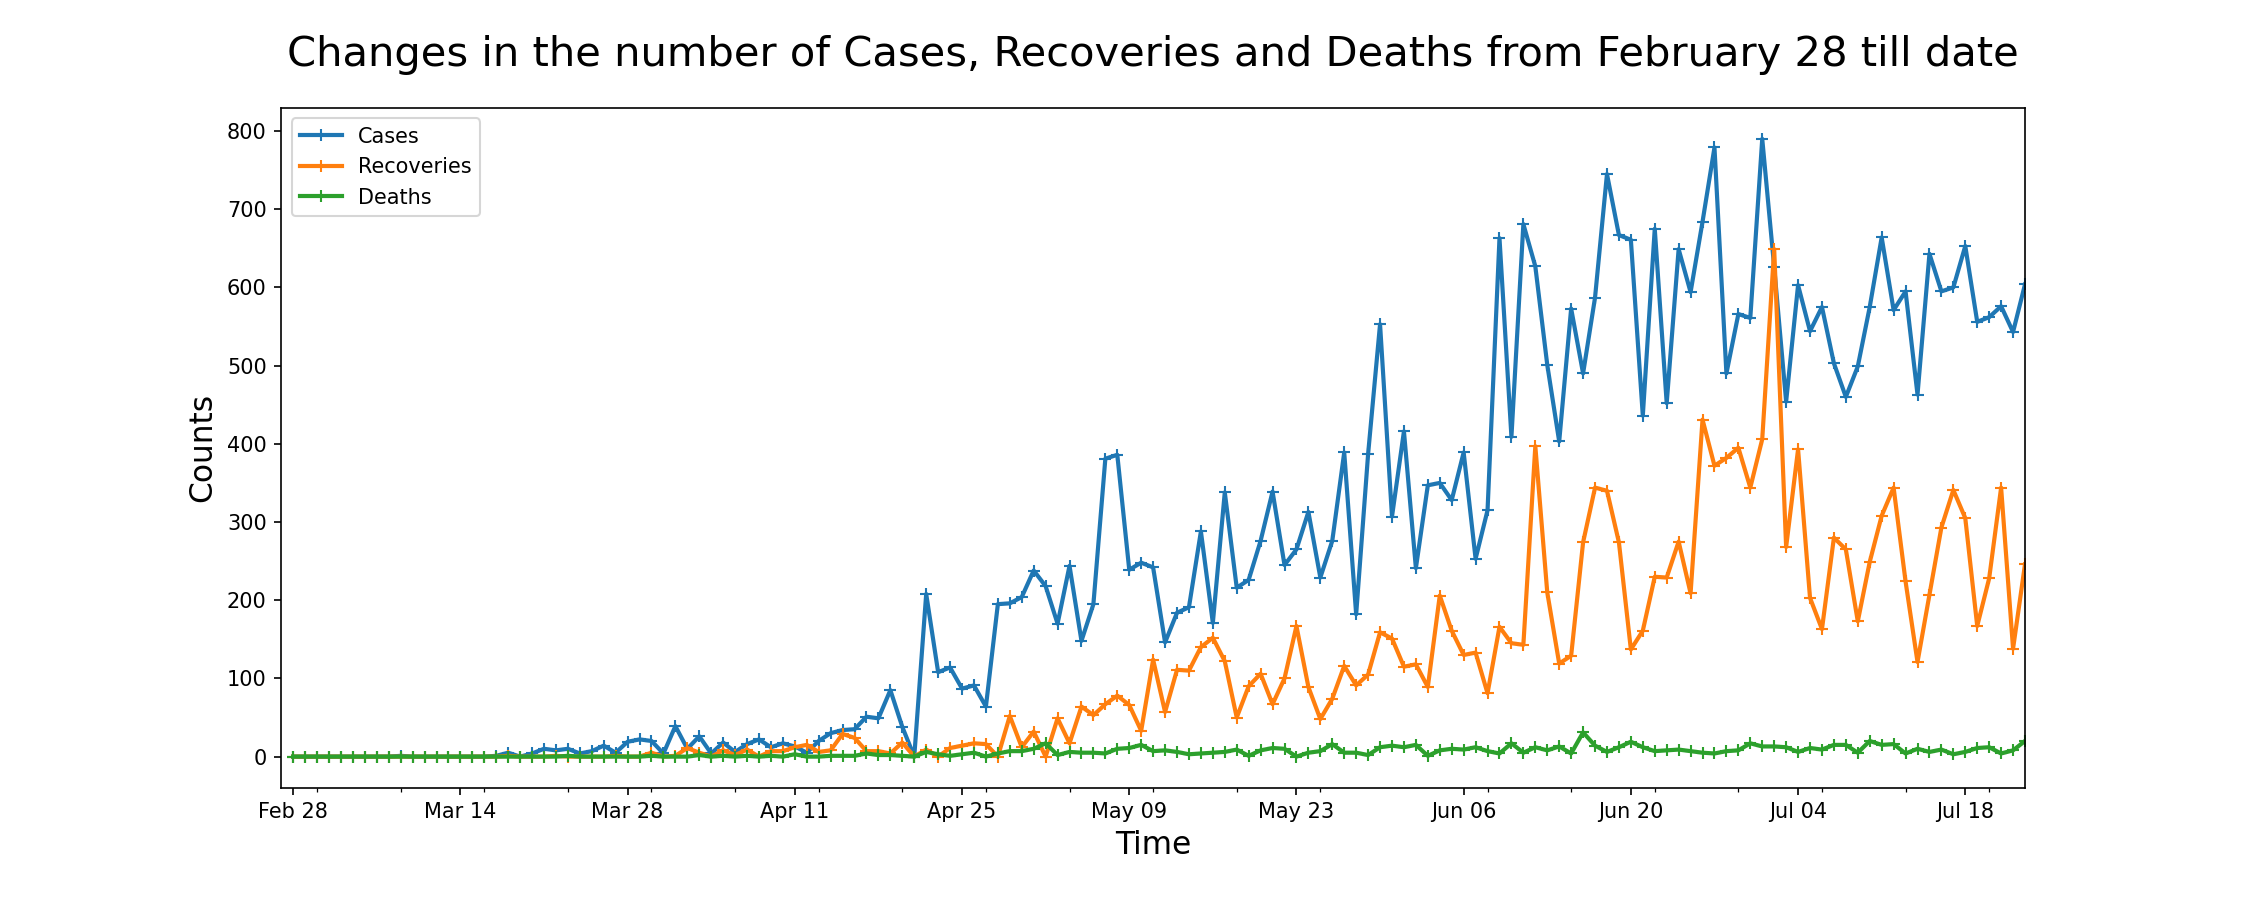 Changes in the number of Cases, Recoveries and Deaths from February 28 till date
Cases
Recoveries
Deaths
800
700
600
500
400
300
200
100
0
Counts
Feb 28 Mar 14 Mar 28 Apr 11 Apr 25 May 09 May 23 Jun 06 Jun 20 Jul 04 Jul 18
Time